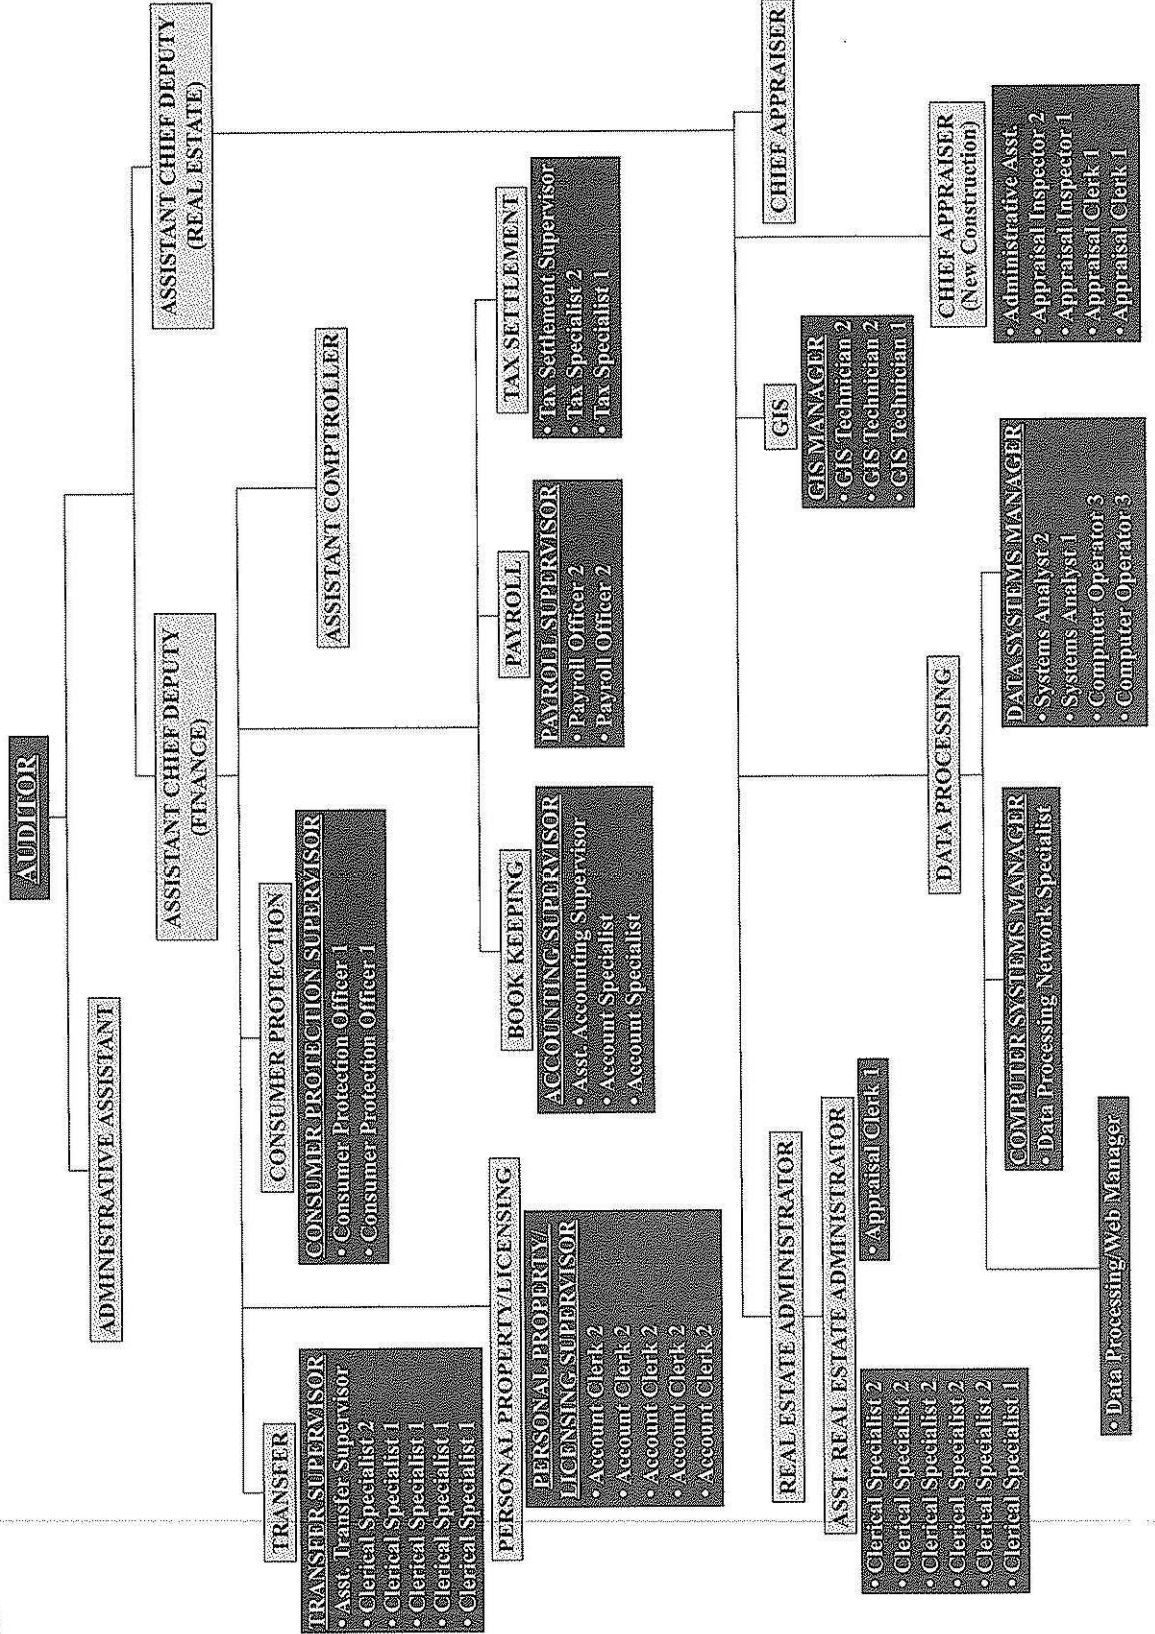 AUDITOR
ADMINISTRATIVE ASSISTANT
ASSISTANT CHIEF DEPUTY
(FINANCE)
ASSISTANT CHIEF DEPUTY
(REAL ESTATE)
TRANSFER
TRANSFER SUPERVISOR
• Asst. Transfer Supervisor
• Clerical Specialist 2
• Clerical Specialist 1
• Clerical Specialist 1
• Clerical Specialist 1
• Clerical Specialist 1
CONSUMER PROTECTION
CONSUMER PROTECTION SUPERVISOR
• Consumer Protection Officer 1
• Consumer Protection Officer 1
ASSISTANT COMPTROLLER
PERSONAL PROPERTY/LICENSING
PERSONAL PROPERTY/
LICENSING SUPERVISOR
• Account Clerk 2
• Account Clerk 2
• Account Clerk 2
• Account Clerk 2
• Account Clerk 2
BOOK KEEPING
ACCOUNTING SUPERVISOR
• Asst. Accounting Supervisor
• Account Specialist
• Account Specialist
PAYROLL
PAYROLL SUPERVISOR
• Payroll Officer 2
• Payroll Officer 2
TAX SETTLEMENT
• Tax Settlement Supervisor
• Tax Specialist 2
• Tax Specialist 1
REAL ESTATE ADMINISTRATOR
ASST. REAL ESTATE ADMINISTRATOR
• Clerical Specialist 2
• Clerical Specialist 2
• Clerical Specialist 2
• Clerical Specialist 2
• Clerical Specialist 2
• Clerical Specialist 1
• Appraisal Clerk 1
GIS
GIS MANAGER
• GIS Technician 2
• GIS Technician 2
• GIS Technician 1
CHIEF APPRAISER
DATA PROCESSING
• Data Processing/Web Manager
COMPUTER SYSTEMS MANAGER
• Data Processing Network Specialist
DATA SYSTEMS MANAGER
• Systems Analyst 2
• Systems Analyst 1
• Computer Operator 3
• Computer Operator 3
CHIEF APPRAISER
(New Construction)
• Administrative Asst.
• Appraisal Inspector 2
• Appraisal Inspector 1
• Appraisal Clerk 1
• Appraisal Clerk 1